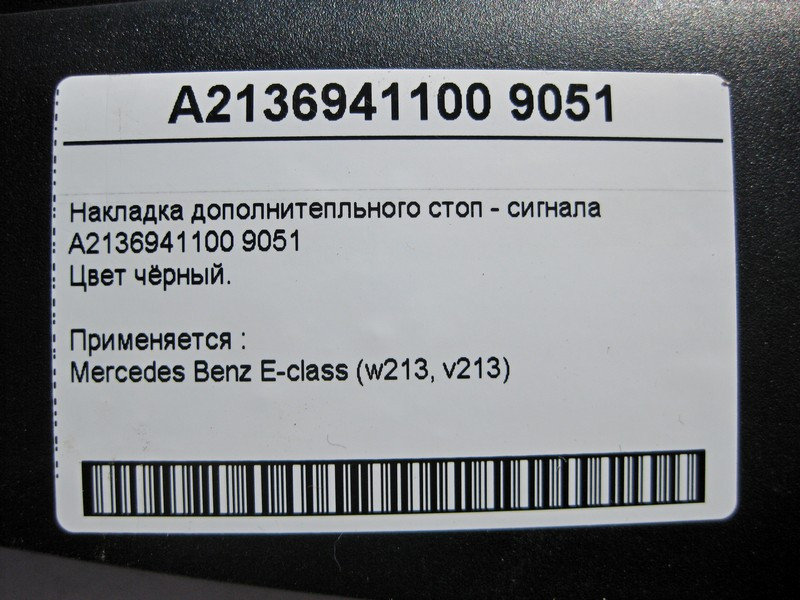 A2136941100 9051
Накладка дополнитепльного стоп - сигнала
A2136941100 9051
Цвет чёрный.
Применяется :
Mercedes Benz E-class (w213, v213)